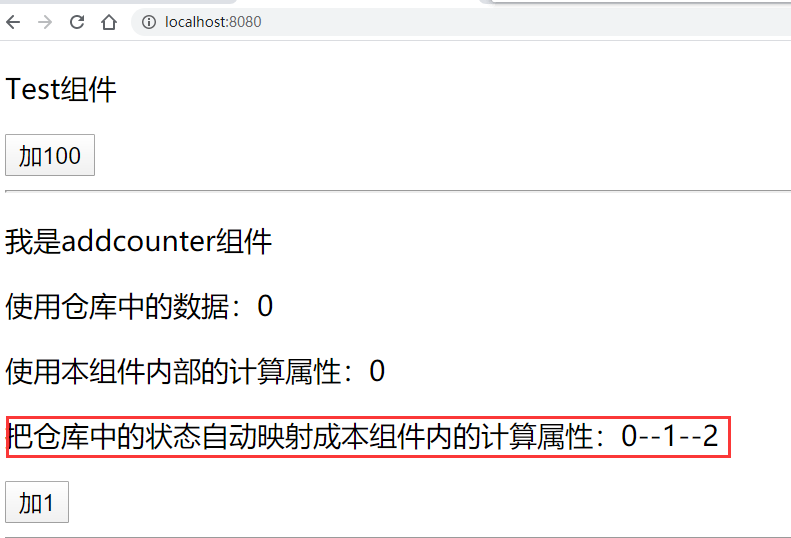 localhost:8080
Test组件
加100
我是addcounter组件
使用仓库中的数据：0
使用本组件内部的计算属性：0
把仓库中的状态自动映射成本组件内的计算属性：0--1--2
加1